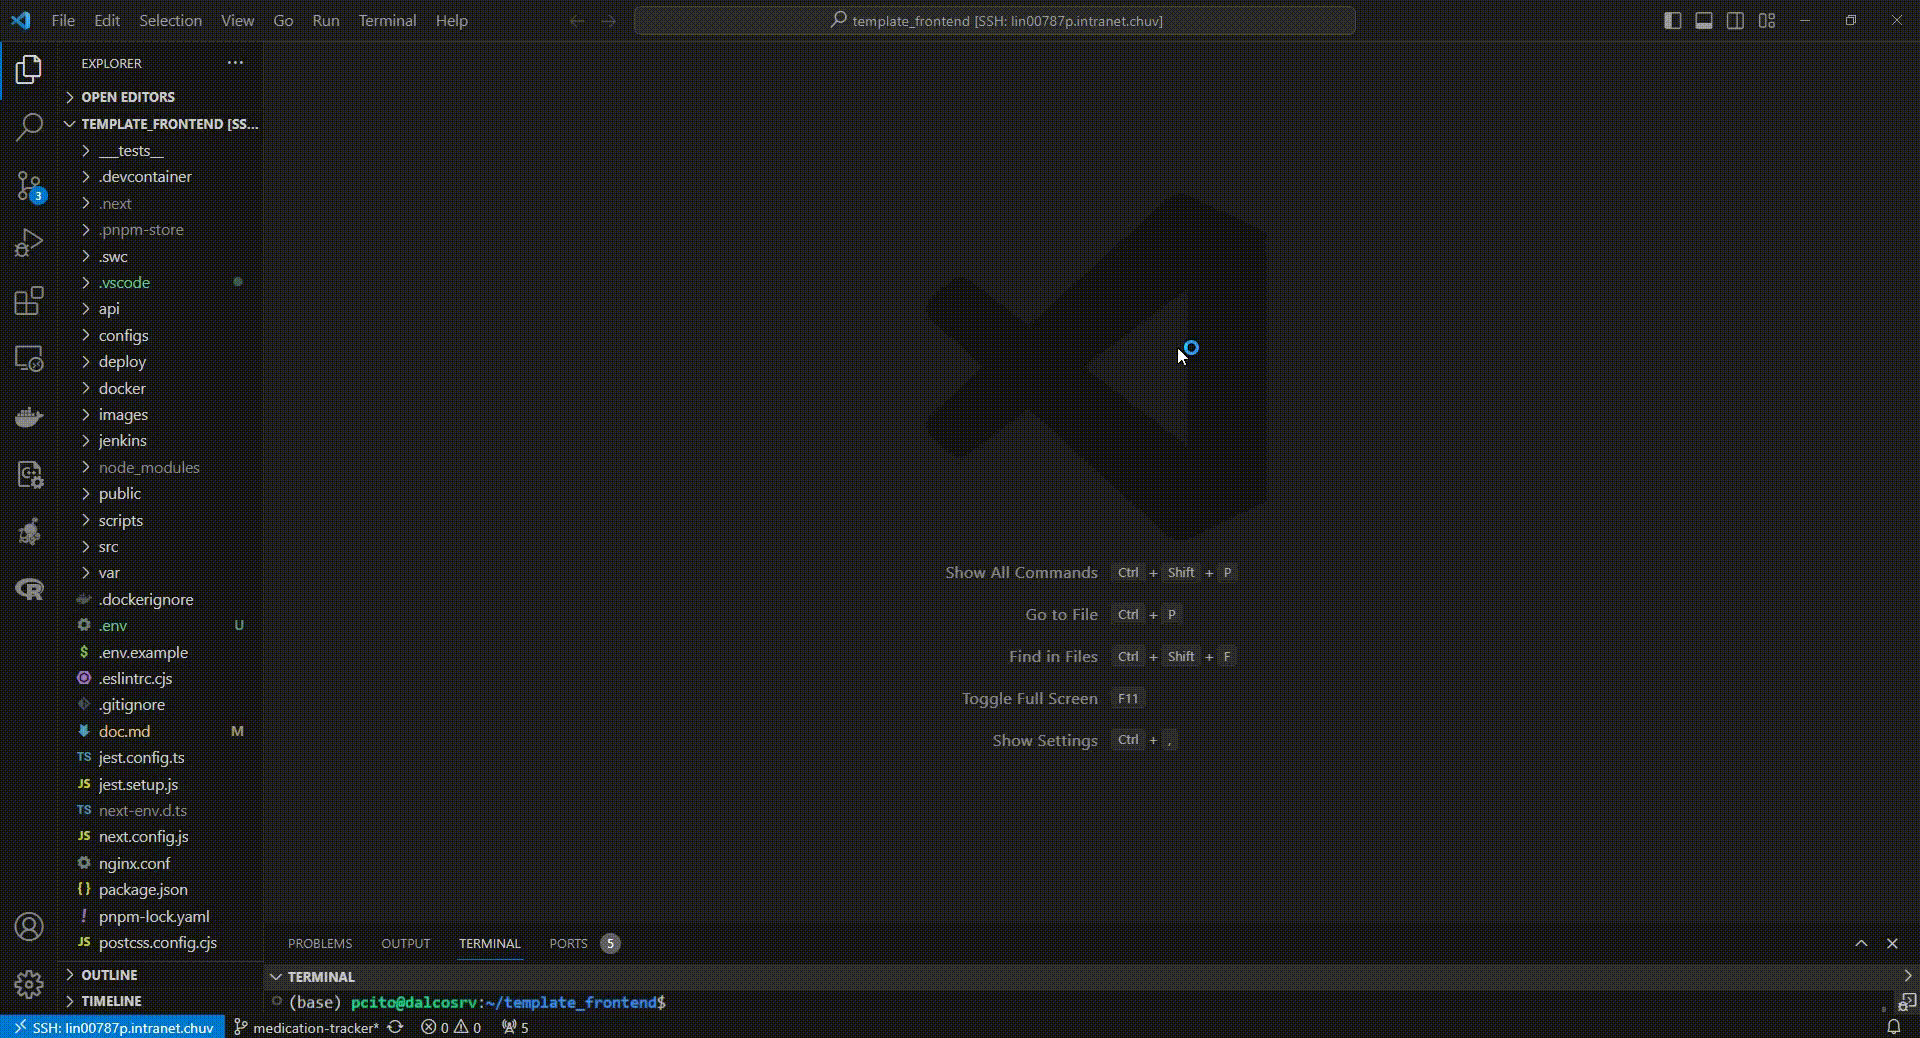 File Edit Selection View Go Run Terminal Help
template_frontend [SSH: lin00787p.intranet.chuv]
EXPLORER
OPEN EDITORS
TEMPLATE_FRONTEND [SS...
__tests__
.devcontainer
.next
.pnpm-store
.swc
.vscode
api
configs
deploy
docker
images
jenkins
node_modules
public
scripts
src
var
.dockerignore
.env U
$ .env.example
.eslintrc.cjs
.gitignore
doc.md M
TS jest.config.ts
JS jest.setup.js
TS next-env.d.ts
JS next.config.js
nginx.conf
{} package.json
! pnpm-lock.yaml
JS postcss.config.cjs
OUTLINE
TIMELINE
3
R
Show All Commands Ctrl + Shift + P
Go to File Ctrl + P
Find in Files Ctrl + Shift + F
Toggle Full Screen F11
Show Settings Ctrl + ,
PROBLEMS OUTPUT TERMINAL PORTS 5
TERMINAL
(base) pcito@dalcosrv:~/template_frontend$
SSH: lin00787p.intranet.chuv medication-tracker* 0 0 5